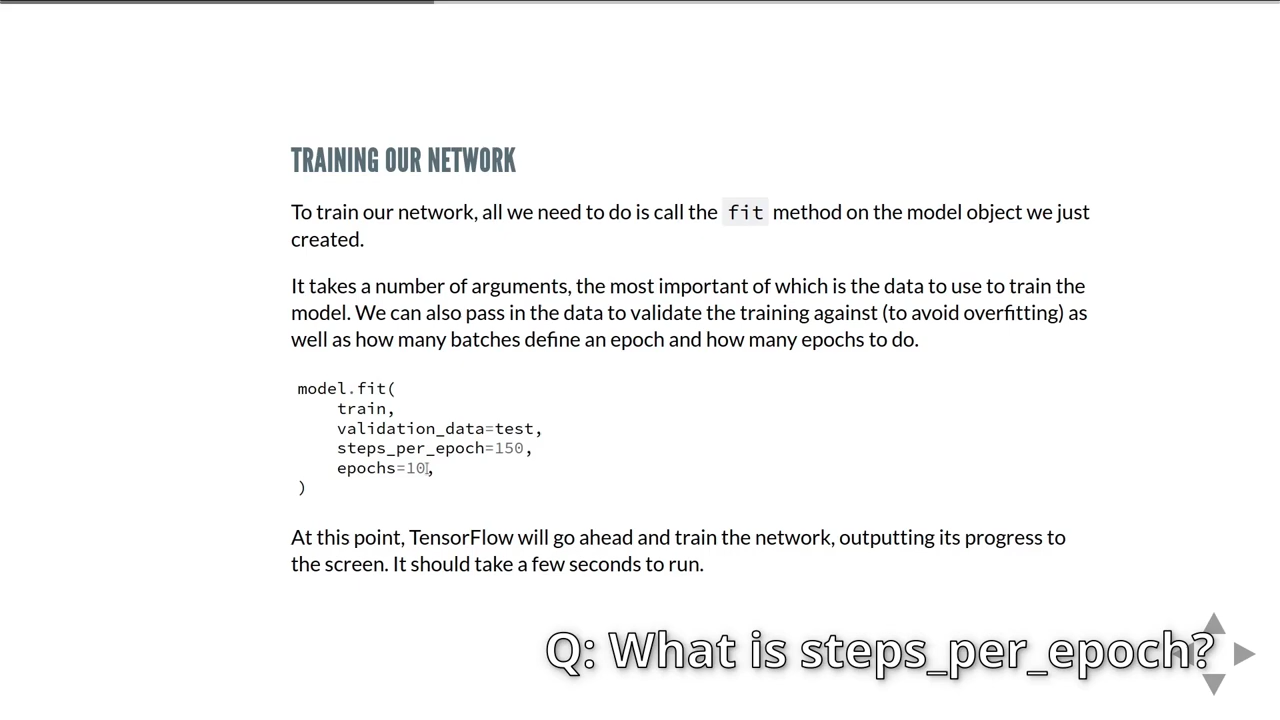 TRAINING OUR NETWORK
To train our network, all we need to do is call the fit method on the model object we just
created.
It takes a number of arguments, the most important of which is the data to use to train the
model. We can also pass in the data to validate the training against (to avoid overfitting) as
well as how many batches define an epoch and how many epochs to do.
model.fit(
    train,
    validation_data=test,
    steps_per_epoch=150,
    epochs=10,
)
At this point, TensorFlow will go ahead and train the network, outputting its progress to
the screen. It should take a few seconds to run.
Q: What is steps_per_epoch?